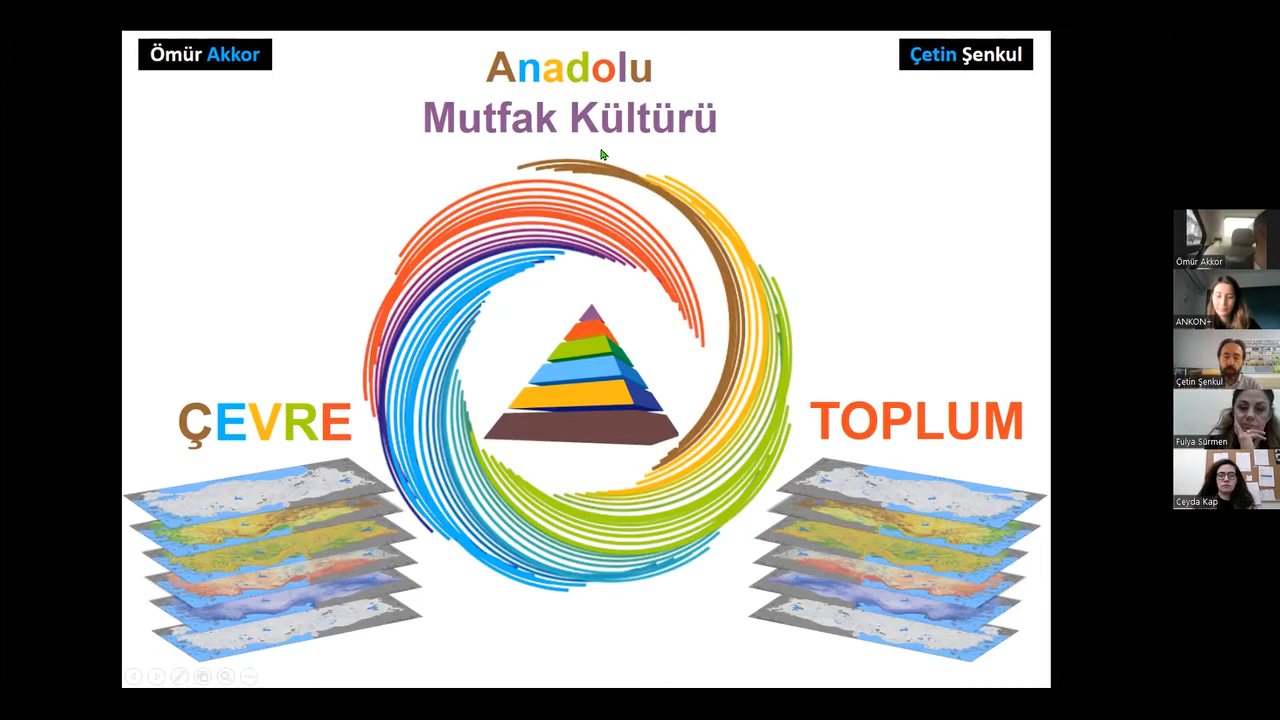 Ömür Akkor
Çetin Şenkul
Anadolu
Mutfak Kültürü
ÇEVRE
TOPLUM
Ömür Akkor
ANKON+
Çetin Şenkul
Fulya Sürmen
Ceyda Kap